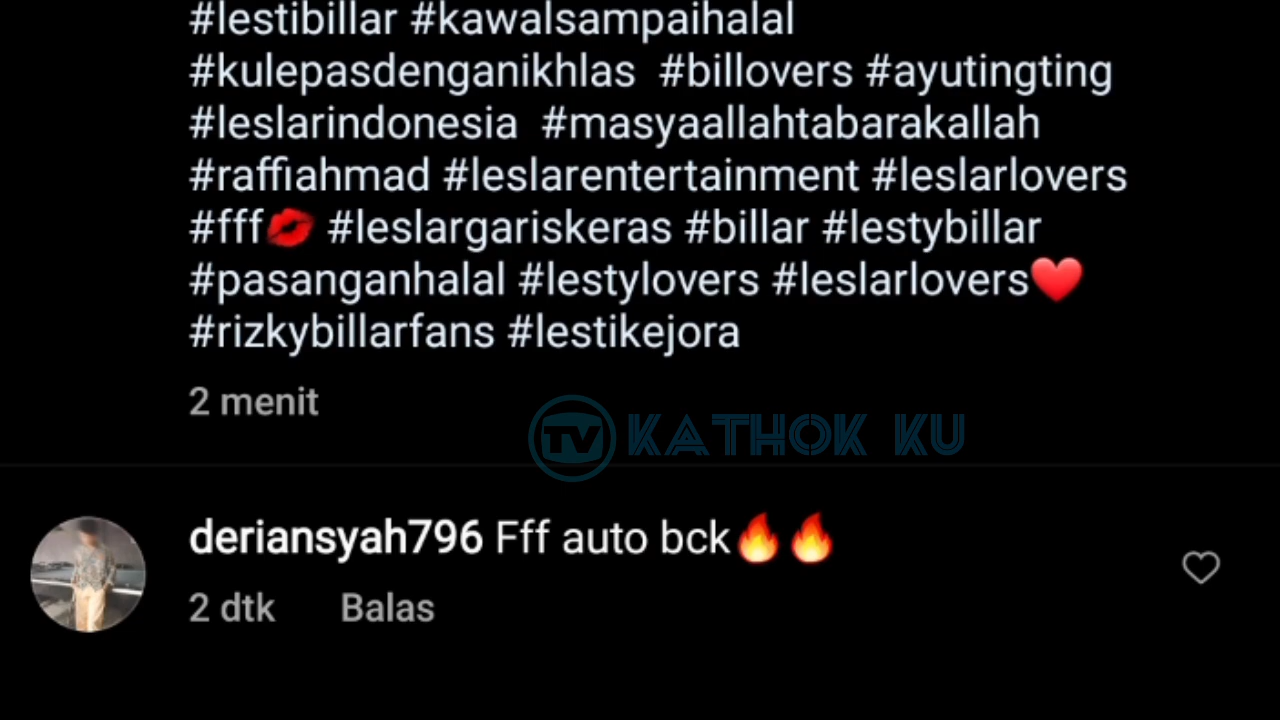 #lestibillar #kawalsampaihalal
#kulepasdenganikhlas #billovers #ayutingting
#leslarindonesia #masyaallahtabarakallah
#raffiahmad #leslarentertainment #leslarlovers
#fff💋 #leslargariskeras #billar #lestybillar
#pasanganhalal #lestylovers #leslarlovers❤️
#rizkybillarfans #lestikejora
2 menit
TV KATHOK KU
deriansyah796 Fff auto bck🔥🔥
2 dtk Balas